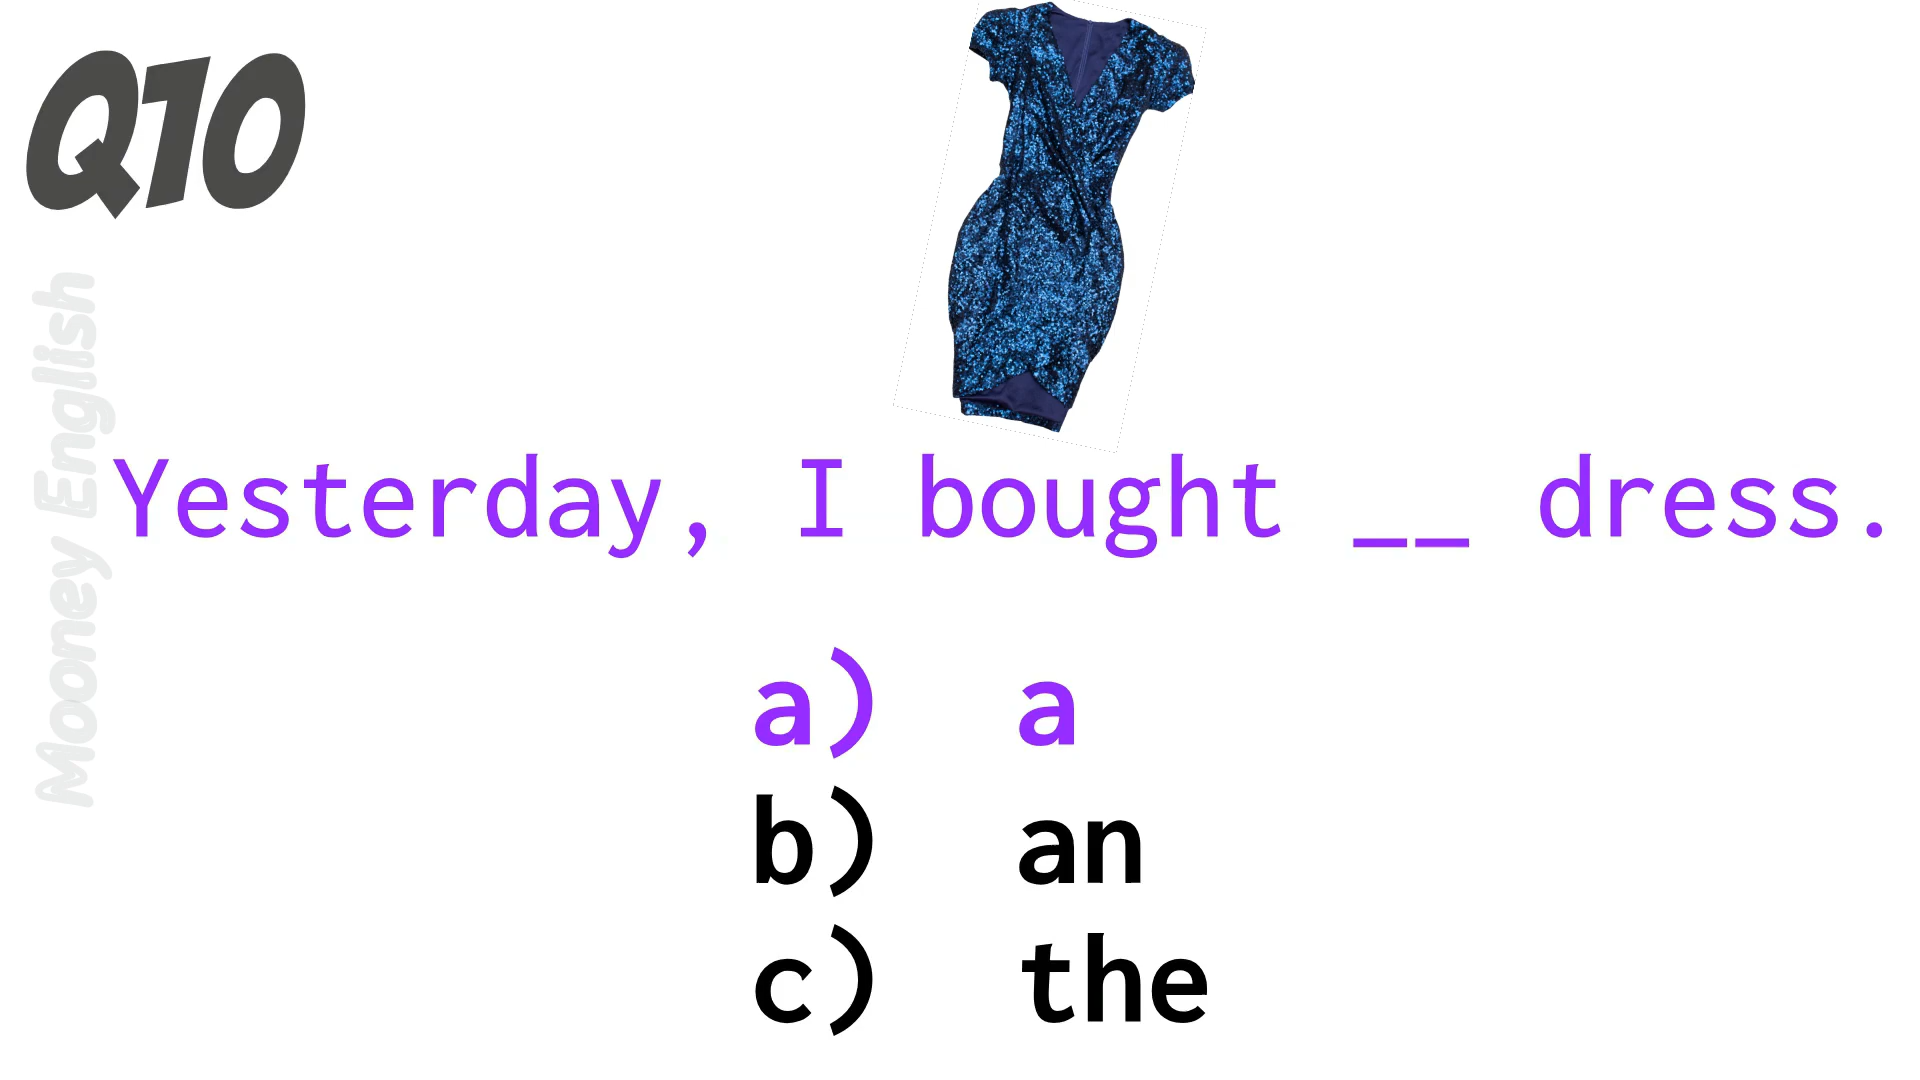 Q10
Mooney English
Yesterday, I bought __ dress.
a) a
b) an
c) the